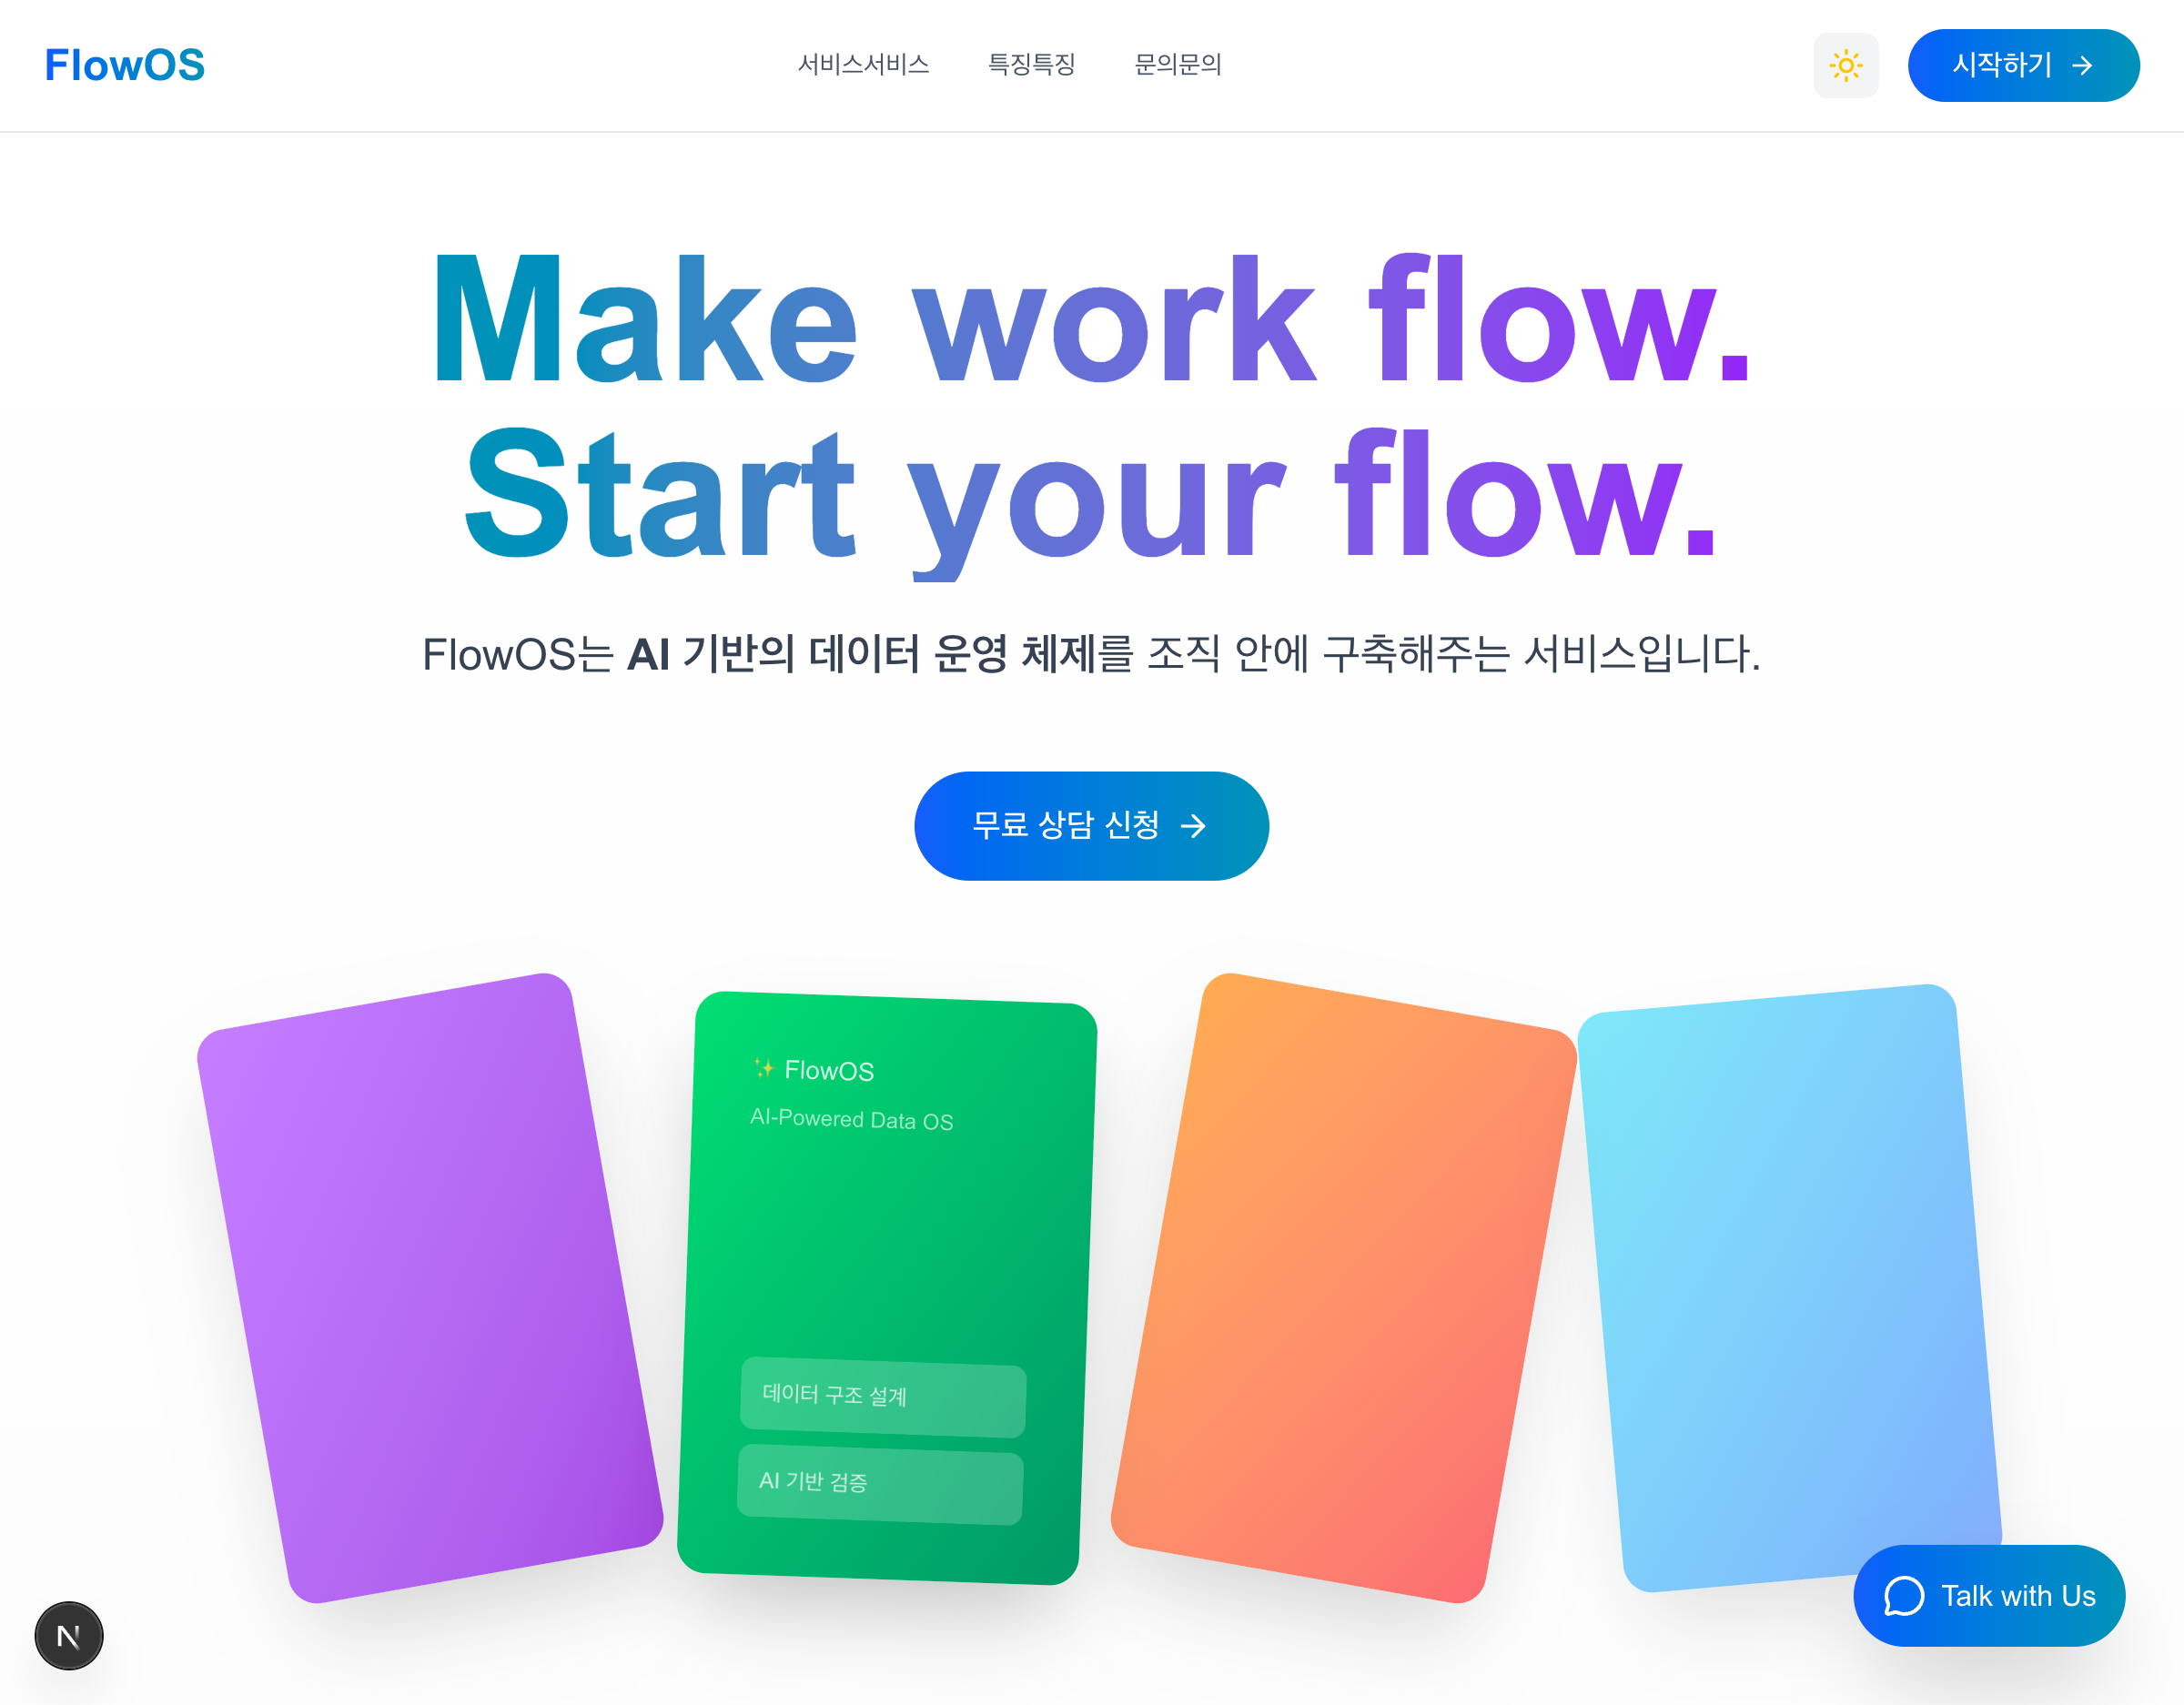 FlowOS
서비스서비스 특징특징 문의문의
시작하기 →
Make work flow.
Start your flow.
FlowOS는 AI 기반의 데이터 운영 체제를 조직 안에 구축해주는 서비스입니다.
무료 상담 신청 →
✨ FlowOS
AI-Powered Data OS
데이터 구조 설계
AI 기반 검증
N
Talk with Us